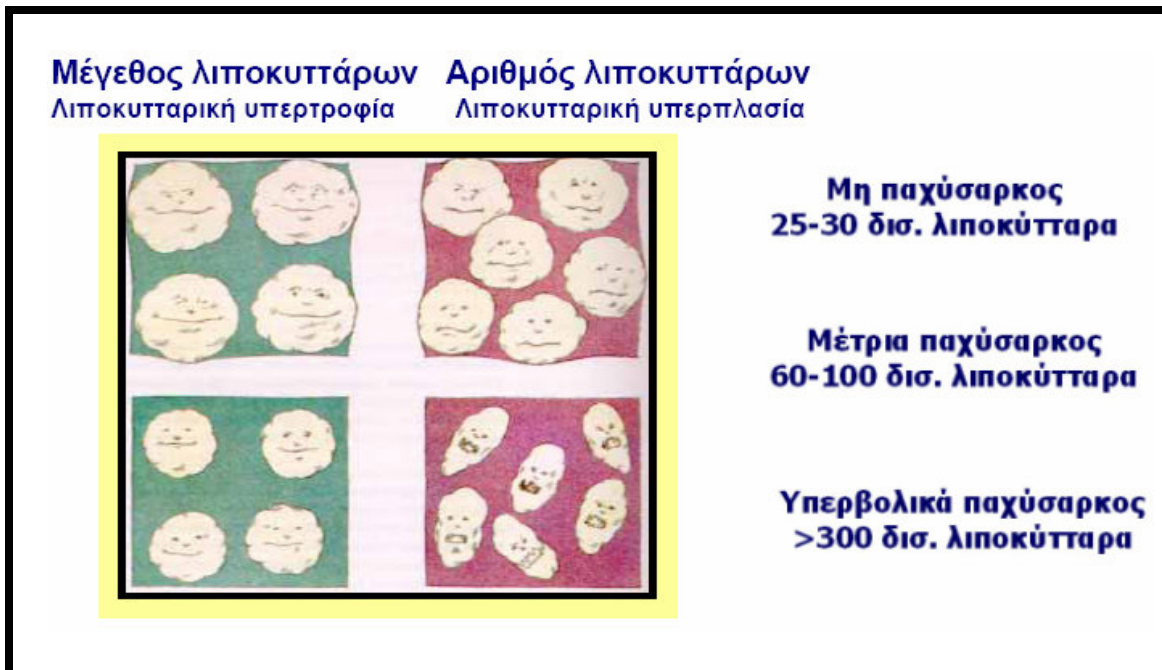 Μέγεθος λιποκυττάρων Αριθμός λιποκυττάρων
Λιποκυτταρική υπερτροφία Λιποκυτταρική υπερπλασία
Μη παχύσαρκος
25-30 δισ. λιποκύτταρα
Μέτρια παχύσαρκος
60-100 δισ. λιποκύτταρα
Υπερβολικά παχύσαρκος
>300 δισ. λιποκύτταρα